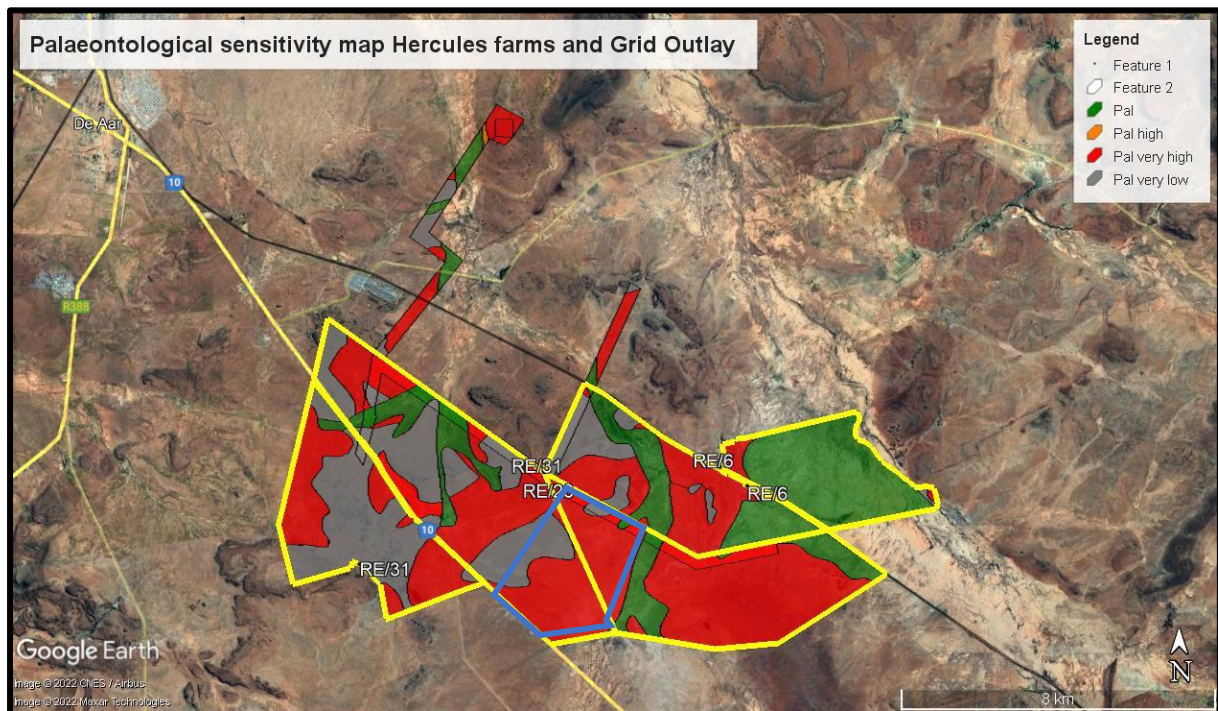 Palaeontological sensitivity map Hercules farms and Grid Outlay
Legend
Feature 1
Feature 2
Pal
Pal high
Pal very high
Pal very low
De Aar
10
R388
RE/31
RE/6
RE/23
RE/6
10
RE/31
Google Earth
N
Image © 2022 CNES / Airbus
Image © 2022 Maxar Technologies
8 km